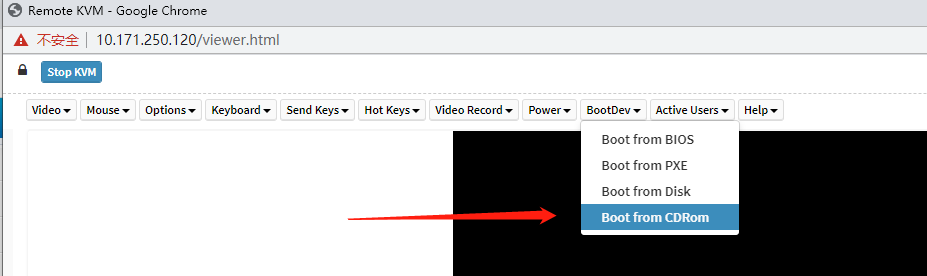 Remote KVM - Google Chrome
不安全 | 10.171.250.120/viewer.html
Stop KVM
Video Mouse Options Keyboard Send Keys Hot Keys Video Record Power BootDev Active Users Help
Boot from BIOS
Boot from PXE
Boot from Disk
Boot from CDRom